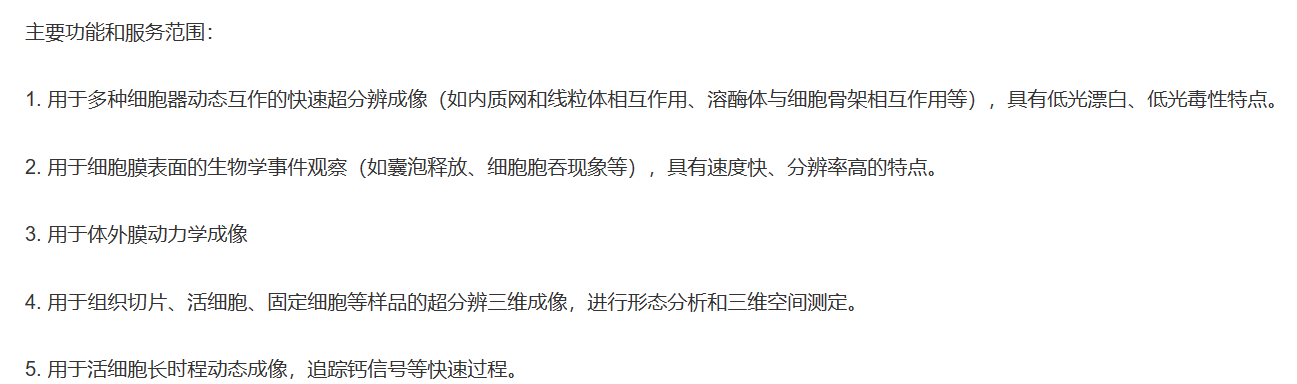 主要功能和服务范围：
1. 用于多种细胞器动态互作的快速超分辨成像（如内质网和线粒体相互作用、溶酶体与细胞骨架相互作用等），具有低光漂白、低光毒性特点。
2. 用于细胞膜表面的生物学事件观察（如囊泡释放、细胞胞吞现象等），具有速度快、分辨率高的特点。
3. 用于体外膜动力学成像
4. 用于组织切片、活细胞、固定细胞等样品的超分辨三维成像，进行形态分析和三维空间测定。
5. 用于活细胞长时程动态成像，追踪钙信号等快速过程。